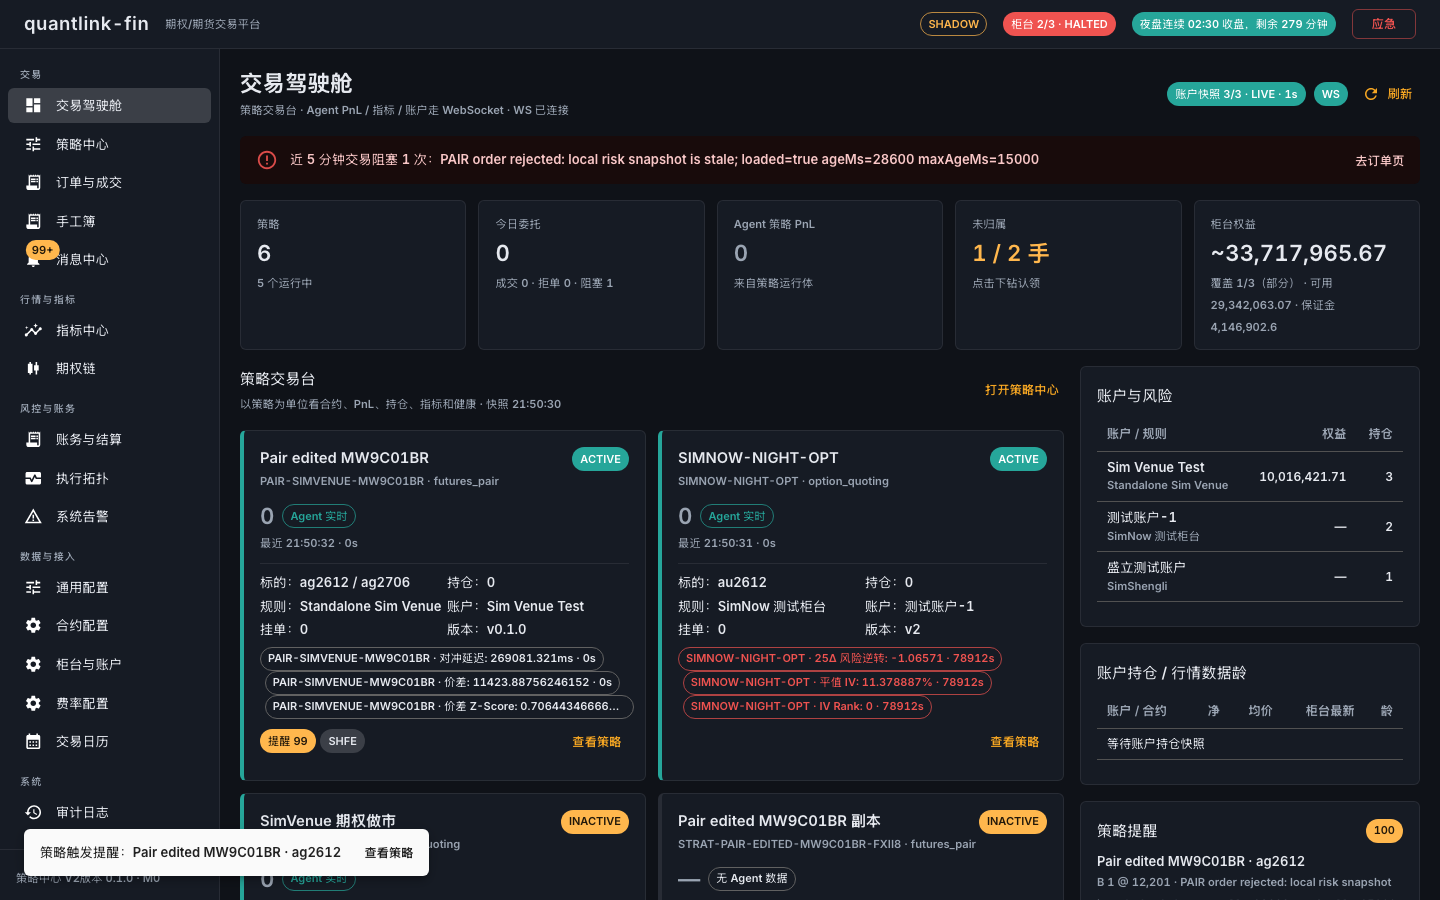 quantlink-fin 期权/期货交易平台 SHADOW 柜台 2/3 · HALTED 夜盘连续 02:30 收盘，剩余 279 分钟 应急
交易
交易驾驶舱
策略中心
订单与成交
手工簿
99+
消息中心
行情与指标
指标中心
期权链
风控与账务
账务与结算
执行拓扑
系统告警
数据与接入
通用配置
合约配置
柜台与账户
费率配置
交易日历
系统
审计日志
策略中心 V2版本 0.1.0 · M0
交易驾驶舱
策略交易台 · Agent PnL / 指标 / 账户走 WebSocket · WS 已连接
账户快照 3/3 · LIVE · 1s WS 刷新
近 5 分钟交易阻塞 1 次：PAIR order rejected: local risk snapshot is stale; loaded=true ageMs=28600 maxAgeMs=15000 去订单页
策略
6
5 个运行中
今日委托
0
成交 0 · 拒单 0 · 阻塞 1
Agent 策略 PnL
0
来自策略运行体
未归属
1 / 2 手
点击下钻认领
柜台权益
~33,717,965.67
覆盖 1/3（部分） · 可用
29,342,063.07 · 保证金
4,146,902.6
策略交易台
以策略为单位看合约、PnL、持仓、指标和健康 · 快照 21:50:30
打开策略中心
Pair edited MW9C01BR ACTIVE
PAIR-SIMVENUE-MW9C01BR · futures_pair
0 Agent 实时
最近 21:50:32 · 0s
标的：ag2612 / ag2706 持仓：0
规则：Standalone Sim Venue 账户：Sim Venue Test
挂单：0 版本：v0.1.0
PAIR-SIMVENUE-MW9C01BR · 对冲延迟: 269081.321ms · 0s
PAIR-SIMVENUE-MW9C01BR · 价差: 11423.88756246152 · 0s
PAIR-SIMVENUE-MW9C01BR · 价差 Z-Score: 0.70644346666...
提醒 99 SHFE 查看策略
SIMNOW-NIGHT-OPT ACTIVE
SIMNOW-NIGHT-OPT · option_quoting
0 Agent 实时
最近 21:50:31 · 0s
标的：au2612 持仓：0
规则：SimNow 测试柜台 账户：测试账户-1
挂单：0 版本：v2
SIMNOW-NIGHT-OPT · 25Δ 风险逆转: -1.06571 · 78912s
SIMNOW-NIGHT-OPT · 平值 IV: 11.378887% · 78912s
SIMNOW-NIGHT-OPT · IV Rank: 0 · 78912s
查看策略
SimVenue 期权做市 INACTIVE
uoting
0 Agent 实时
Pair edited MW9C01BR 副本 INACTIVE
STRAT-PAIR-EDITED-MW9C01BR-FXII8 · futures_pair
— 无 Agent 数据
策略触发提醒：Pair edited MW9C01BR · ag2612 查看策略
账户与风险
账户 / 规则 权益 持仓
Sim Venue Test
Standalone Sim Venue
10,016,421.71 3
测试账户-1
SimNow 测试柜台
— 2
盛立测试账户
SimShengli
— 1
账户持仓 / 行情数据龄
账户 / 合约 净 均价 柜台最新 龄
等待账户持仓快照
策略提醒 100
Pair edited MW9C01BR · ag2612
B 1 @ 12,201 · PAIR order rejected: local risk snapshot